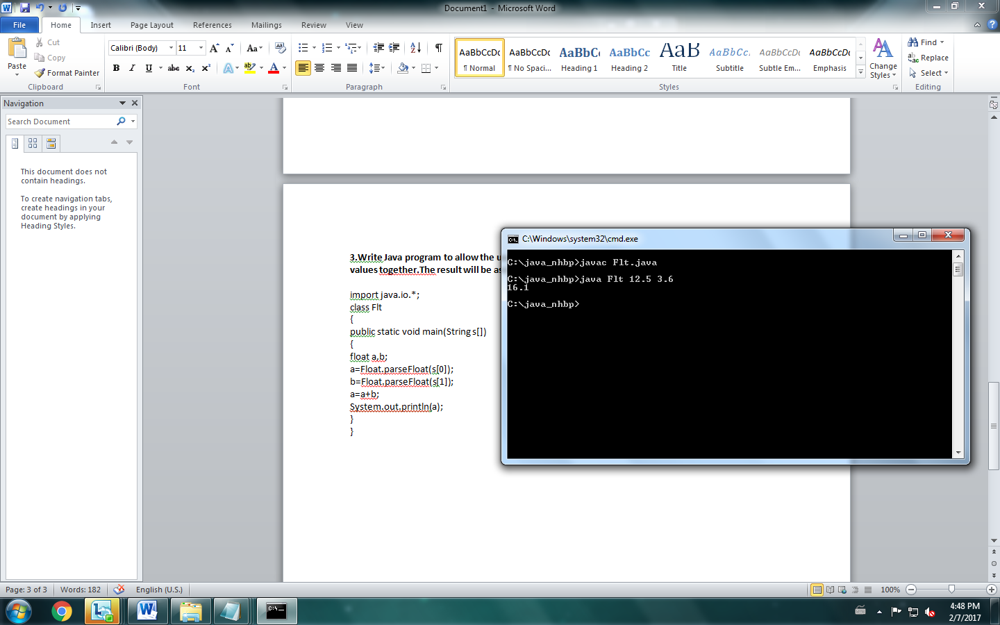 Document1 - Microsoft Word
File Home Insert Page Layout References Mailings Review View
Paste
Cut
Copy
Format Painter
Clipboard
Calibri (Body) 11
Font
Paragraph
AaBbCcDc AaBbCcDc AaBbCc AaBbCc AaB AaBbCc. AaBbCcDc AaBbCcDc
¶ Normal ¶ No Spaci... Heading 1 Heading 2 Title Subtitle Subtle Em... Emphasis
Change
Styles
Styles
Find
Replace
Select
Editing
Navigation
Search Document
This document does not
contain headings.
To create navigation tabs,
create headings in your
document by applying
Heading Styles.
3.Write Java program to allow the u
values together.The result will be as
import java.io.*;
class Flt
{
public static void main(String s[])
{
float a,b;
a=Float.parseFloat(s[0]);
b=Float.parseFloat(s[1]);
a=a+b;
System.out.println(a);
}
}
C:\Windows\system32\cmd.exe
C:\java_nhbp>javac Flt.java
C:\java_nhbp>java Flt 12.5 3.6
16.1
C:\java_nhbp>
Page: 3 of 3 Words: 182 English (U.S.) 100%
4:48 PM
2/7/2017